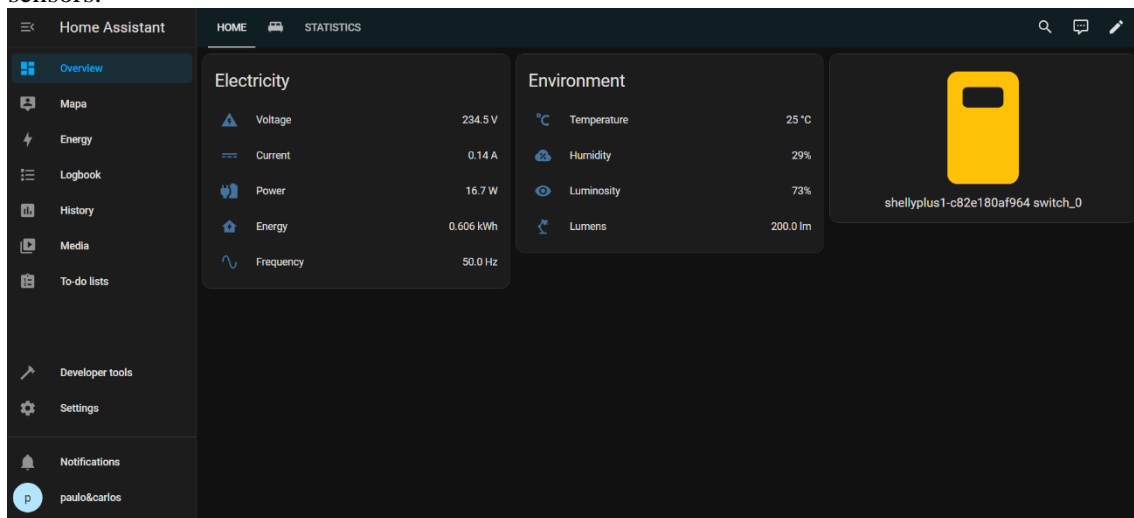 sensors.
Home Assistant
HOME STATISTICS
Overview
Mapa
Energy
Logbook
History
Media
To-do lists
Developer tools
Settings
Notifications
p paulo&carlos
Electricity
Voltage 234.5 V
Current 0.14 A
Power 16.7 W
Energy 0.606 kWh
Frequency 50.0 Hz
Environment
°C Temperature 25 °C
Humidity 29%
Luminosity 73%
Lumens 200.0 lm
shellyplus1-c82e180af964 switch_0